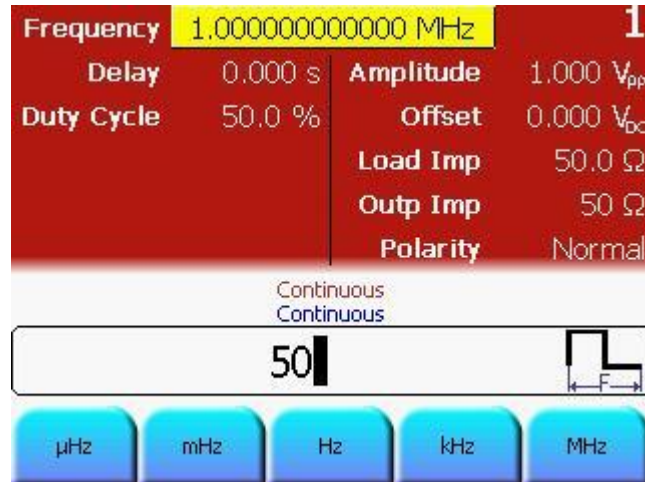 Frequency 1.000000000000 MHz 1
Delay 0.000 s Amplitude 1.000 Vpp
Duty Cycle 50.0 % Offset 0.000 VDC
Load Imp 50.0 Ω
Outp Imp 50 Ω
Polarity Normal
Continuous
Continuous
50
F
µHz mHz Hz kHz MHz